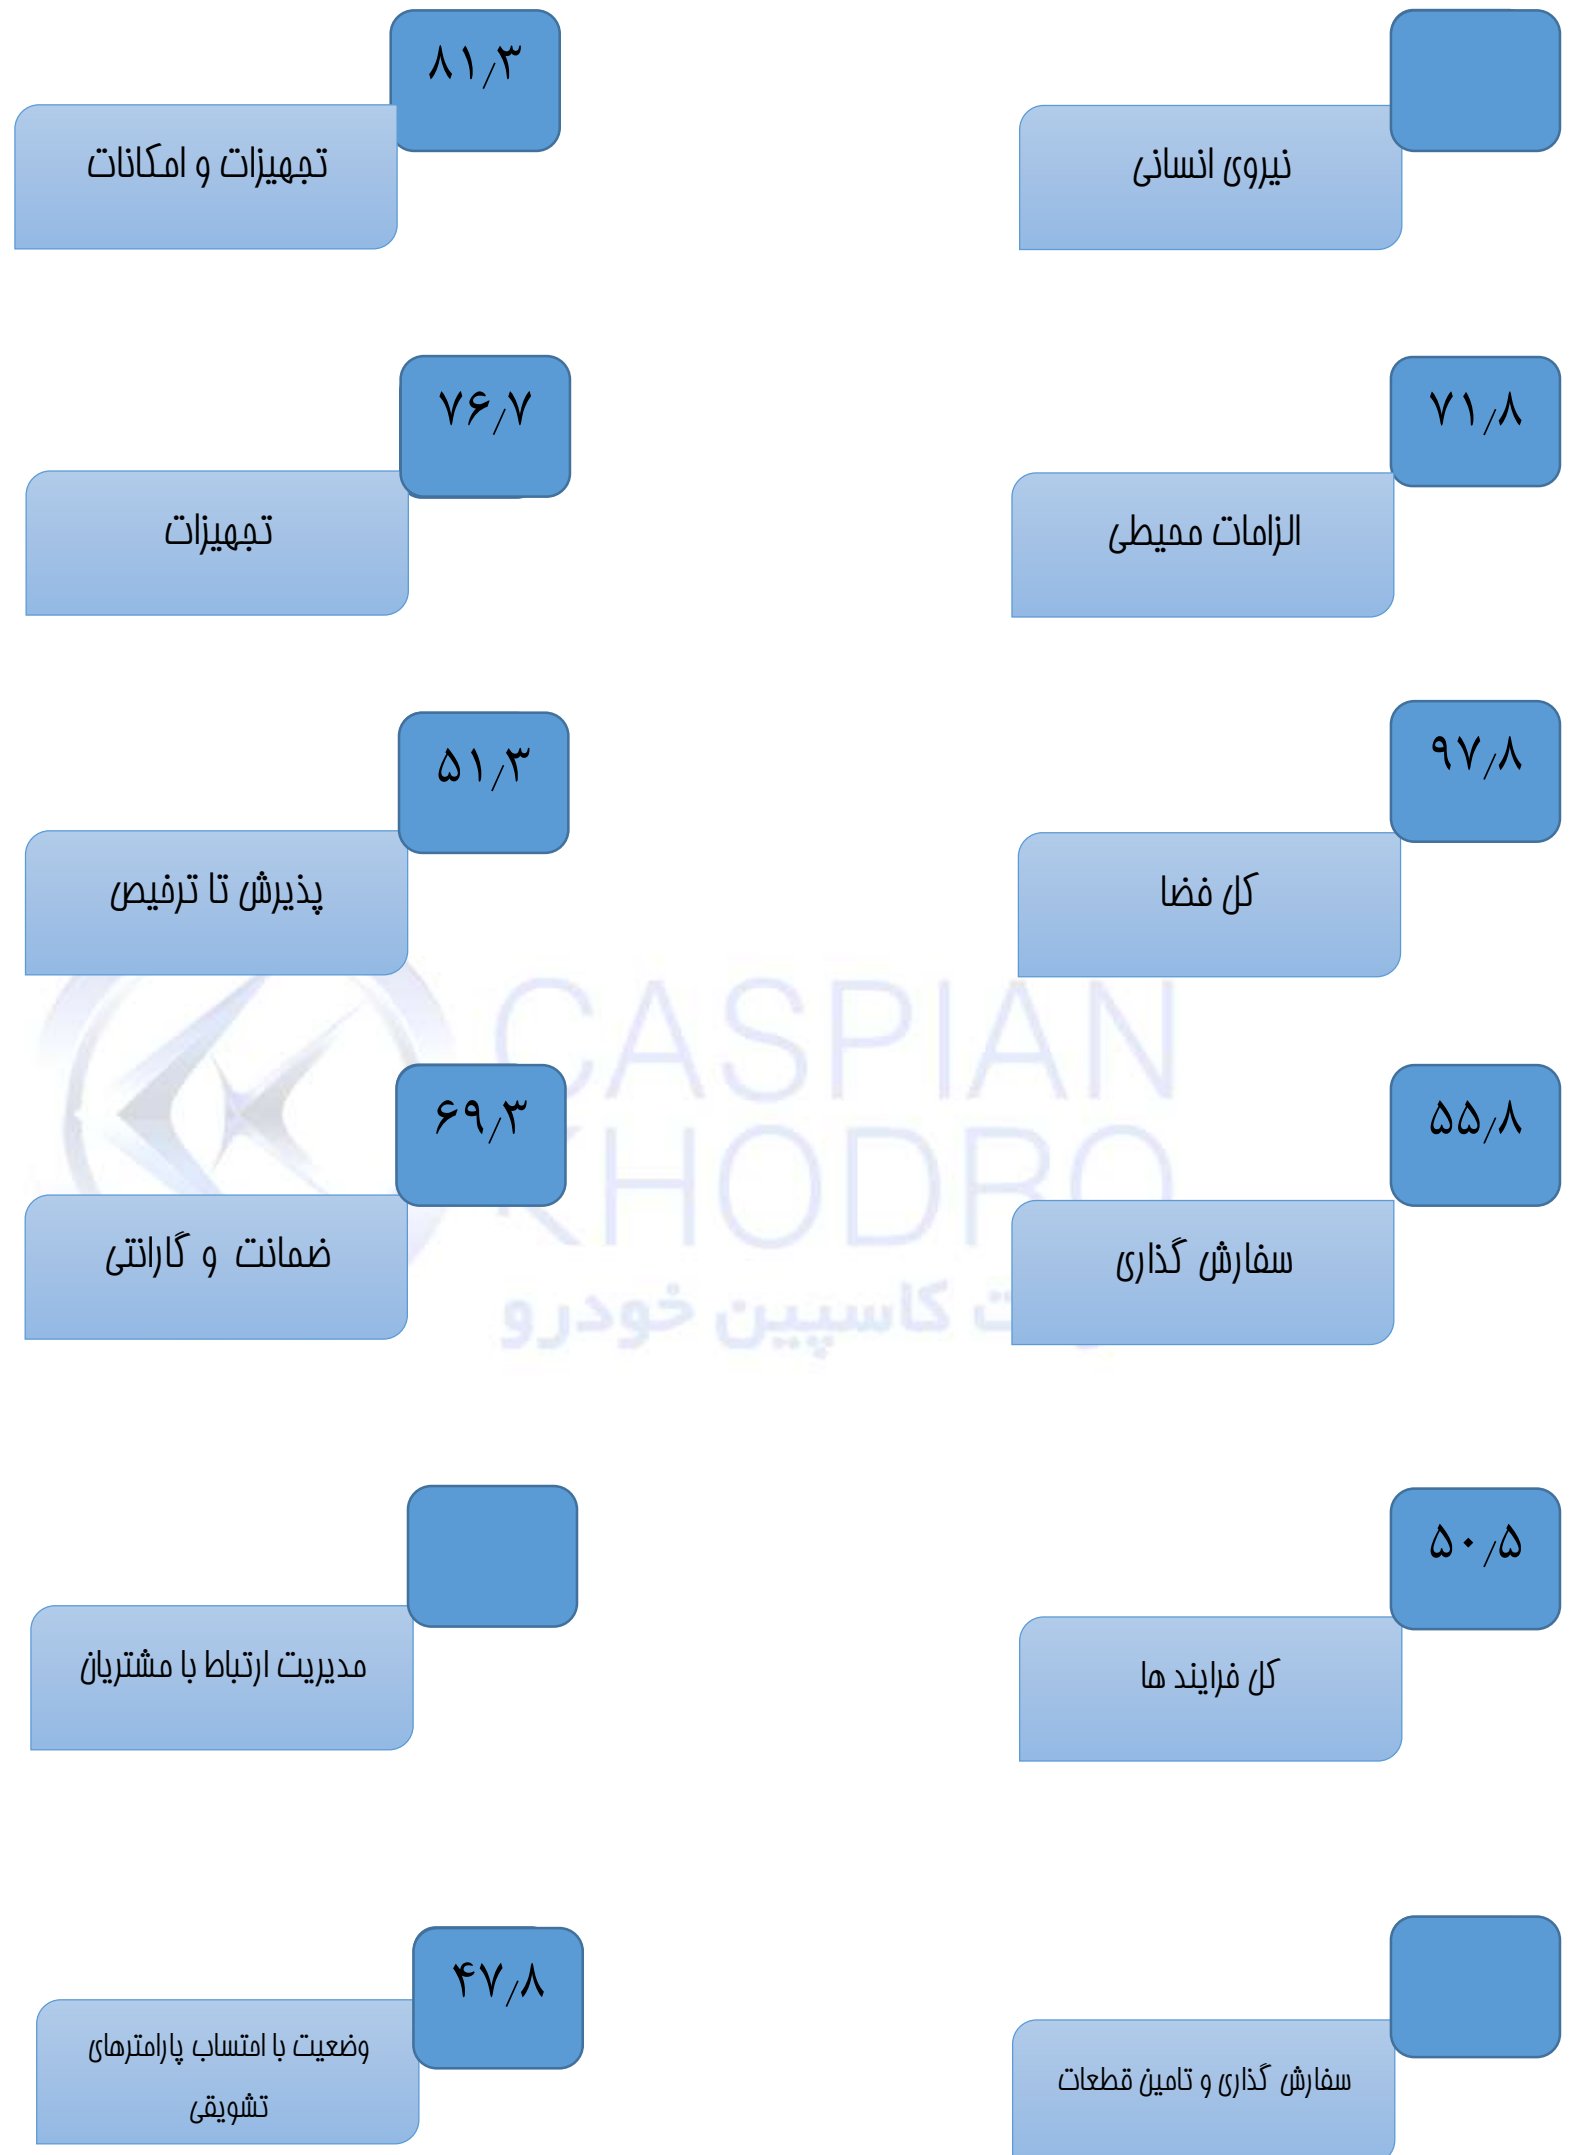 نیروی انسانی
۸۱٫۳
تجهیزات و امکانات
۷۱٫۸
الزامات محیطی
۷۶٫۷
تجهیزات
۹۷٫۸
کل فضا
۵۱٫۳
پذیرش تا ترخیص
CASPIAN
KHODRO
کاسپین خودرو
۵۵٫۸
سفارش گذاری
۶۹٫۳
ضمانت و گارانتی
۵۰٫۵
کل فرایند ها
مدیریت ارتباط با مشتریان
سفارش گذاری و تامین قطعات
۴۷٫۸
وضعیت با احتساب پارامترهای
تشویقی